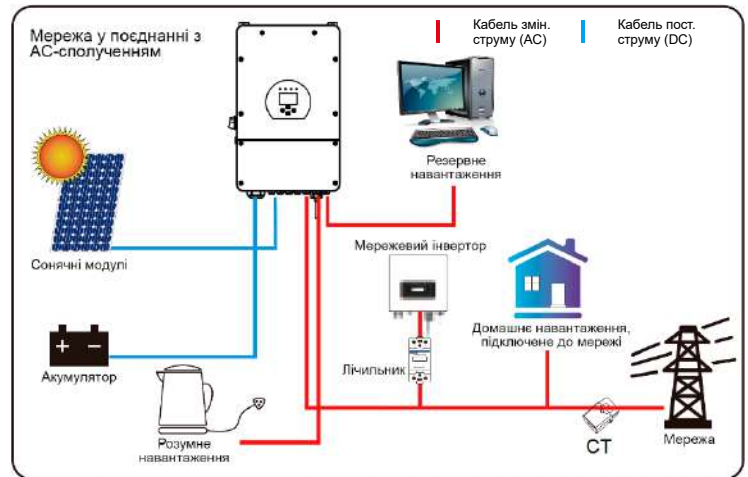 Мережа у поєднанні з
АС-сполученням
Кабель змін.
струму (АС)
Кабель пост.
струму (DC)
Резервне
навантаження
Сонячні модулі
Мережевий інвертор
Домашнє навантаження,
підключене до мережі
Акумулятор
Лічильник
Розумне
навантаження
СТ
Мережа